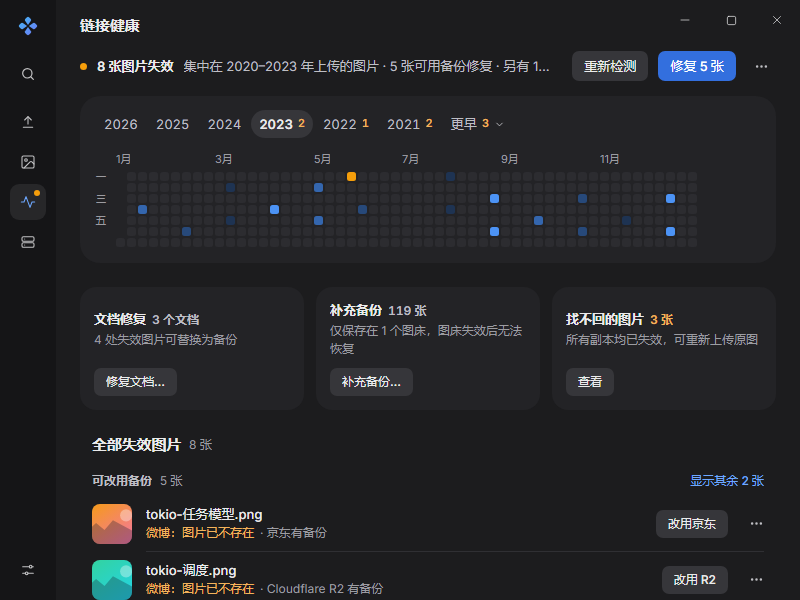 链接健康
8 张图片失效 集中在 2020–2023 年上传的图片 · 5 张可用备份修复 · 另有 1...
重新检测
修复 5 张
2026 2025 2024 2023 2 2022 1 2021 2 更早 3
1月 3月 5月 7月 9月 11月
一
三
五
文档修复 3 个文档
4 处失效图片可替换为备份
修复文档...
补充备份 119 张
仅保存在 1 个图床，图床失效后无法
恢复
补充备份...
找不回的图片 3 张
所有副本均已失效，可重新上传原图
查看
全部失效图片 8 张
可改用备份 5 张
显示其余 2 张
tokio-任务模型.png
微博：图片已不存在 · 京东有备份
改用京东
tokio-调度.png
微博：图片已不存在 · Cloudflare R2 有备份
改用 R2